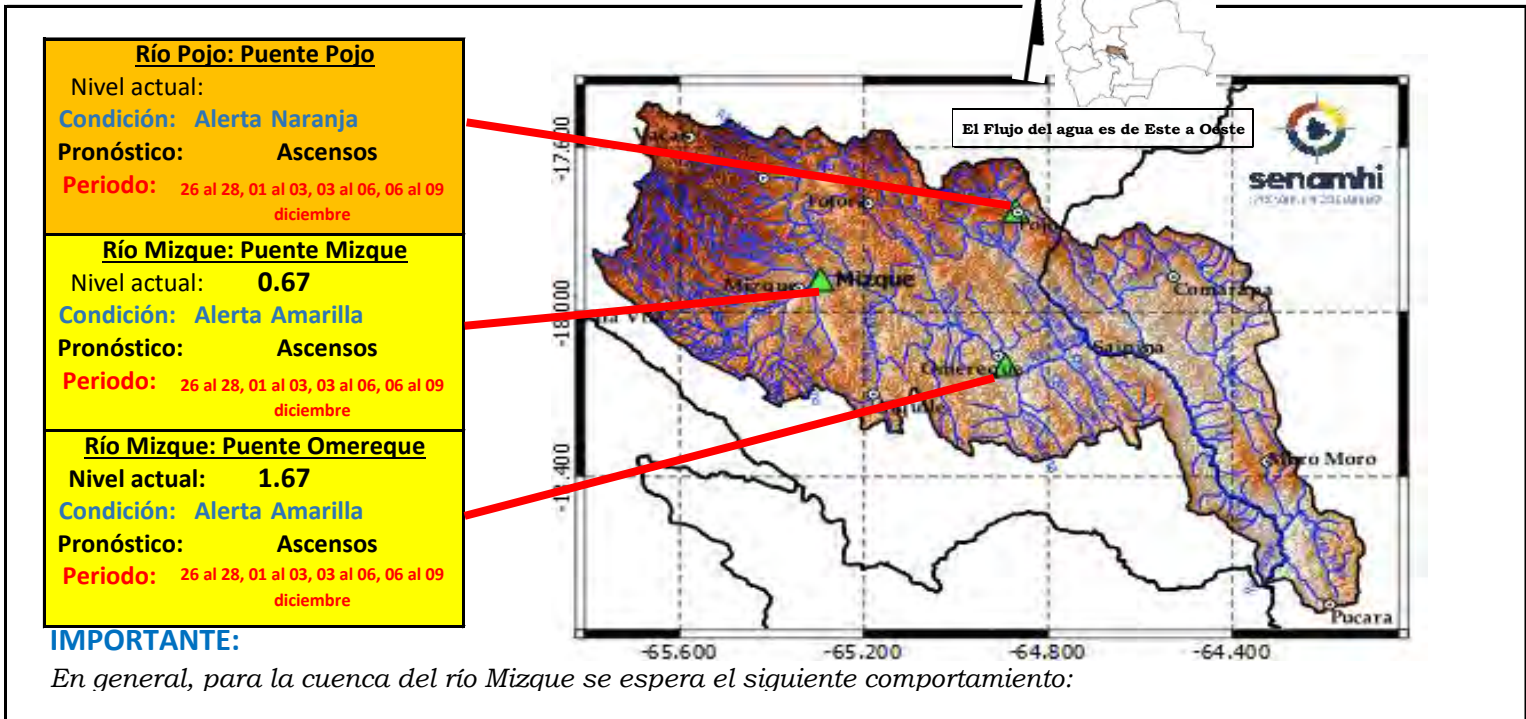 Río Pojo: Puente Pojo
Nivel actual:
Condición: Alerta Naranja
Pronóstico: Ascensos
Periodo: 26 al 28, 01 al 03, 03 al 06, 06 al 09
diciembre
Río Mizque: Puente Mizque
Nivel actual: 0.67
Condición: Alerta Amarilla
Pronóstico: Ascensos
Periodo: 26 al 28, 01 al 03, 03 al 06, 06 al 09
diciembre
Río Mizque: Puente Omereque
Nivel actual: 1.67
Condición: Alerta Amarilla
Pronóstico: Ascensos
Periodo: 26 al 28, 01 al 03, 03 al 06, 06 al 09
diciembre
El Flujo del agua es de Este a Oeste
senamhi
-17.600
-18.000
Pojo
Mizque
Mizque
Comarapa
Saipina
Omereque
Moro Moro
Pucara
-65.600
-65.200
-64.800
-64.400
IMPORTANTE:
En general, para la cuenca del río Mizque se espera el siguiente comportamiento: